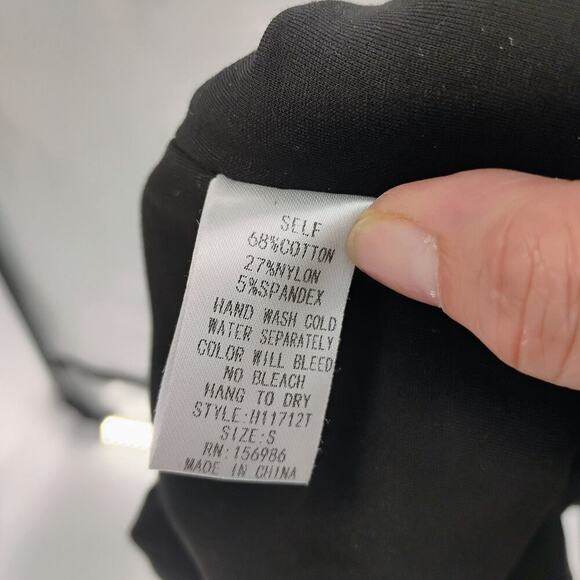 SELF
68%COTTON
27%NYLON
5%SPANDEX
HAND WASH COLD
WATER SEPARATELY
COLOR WILL BLEED
NO BLEACH
HANG TO DRY
STYLE:H11712T
SIZE:S
RN:156986
MADE IN CHINA